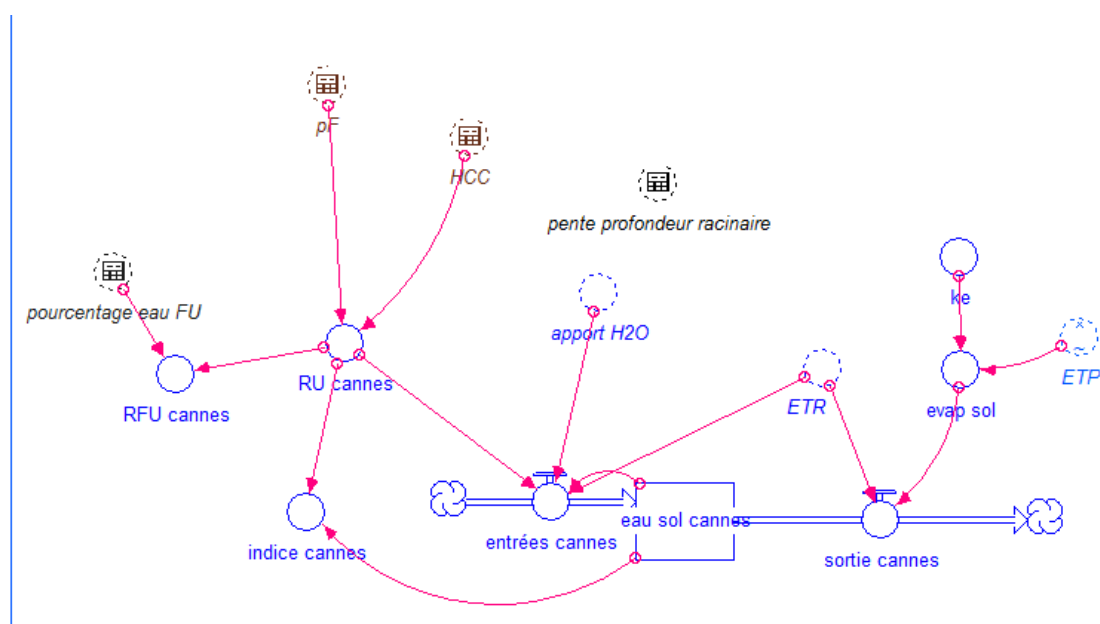 pF
HCC
pente profondeur racinaire
ke
pourcentage eau FU
apport H2O
RU cannes
ETP
RFU cannes
ETR
evap sol
eau sol cannes
entrées cannes
indice cannes
sortie cannes